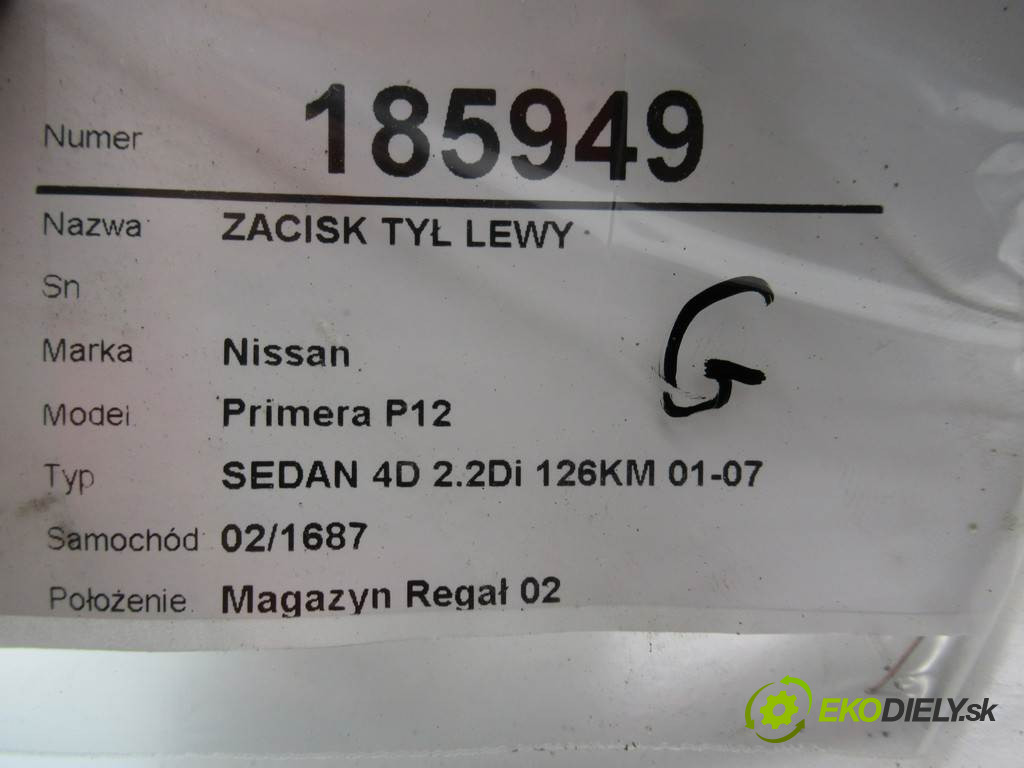 Numer 185949
Nazwa ZACISK TYŁ LEWY
Sn
Marka Nissan
Model Primera P12
Typ SEDAN 4D 2.2Di 126KM 01-07
Samochód 02/1687
Położenie Magazyn Regał 02
G
EKODIELY.sk